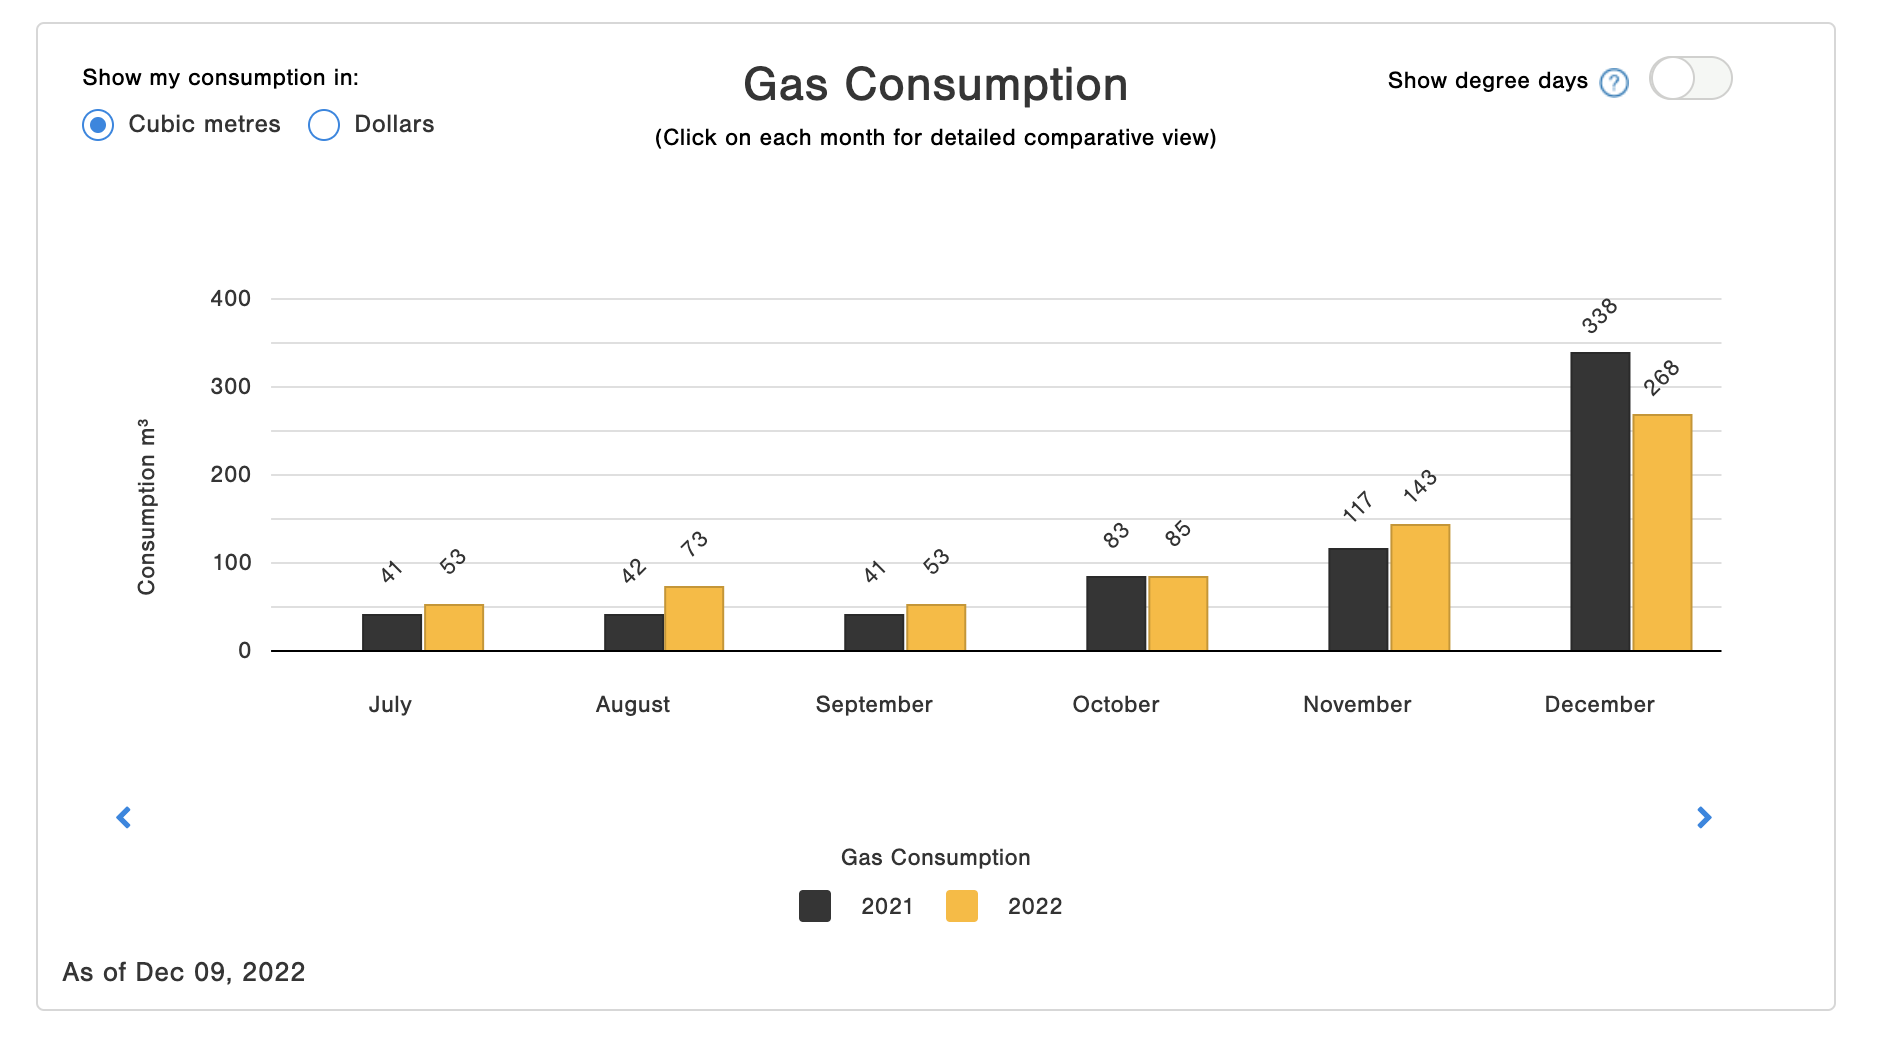 Show my consumption in:
Cubic metres Dollars
Gas Consumption
(Click on each month for detailed comparative view)
Show degree days ?
Consumption m³
400
300
200
100
0
41 53 42 73 41 53 83 85 117 143 338 268
July August September October November December
Gas Consumption
2021 2022
As of Dec 09, 2022